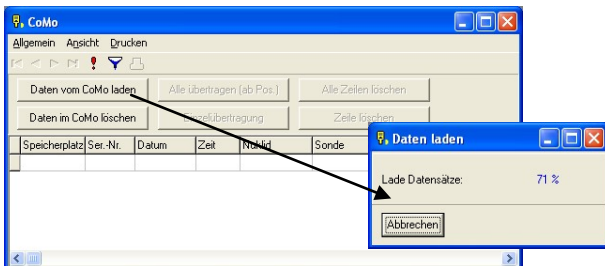 CoMo
Allgemein Ansicht Drucken
Daten vom CoMo laden Alle übertragen (ab Pos.) Alle Zeilen löschen
Daten im CoMo löschen Einzelübertragung Zeile löschen
Speicherplatz Ser.-Nr. Datum Zeit Nuklid Sonde
Daten laden
Lade Datensätze: 71 %
Abbrechen